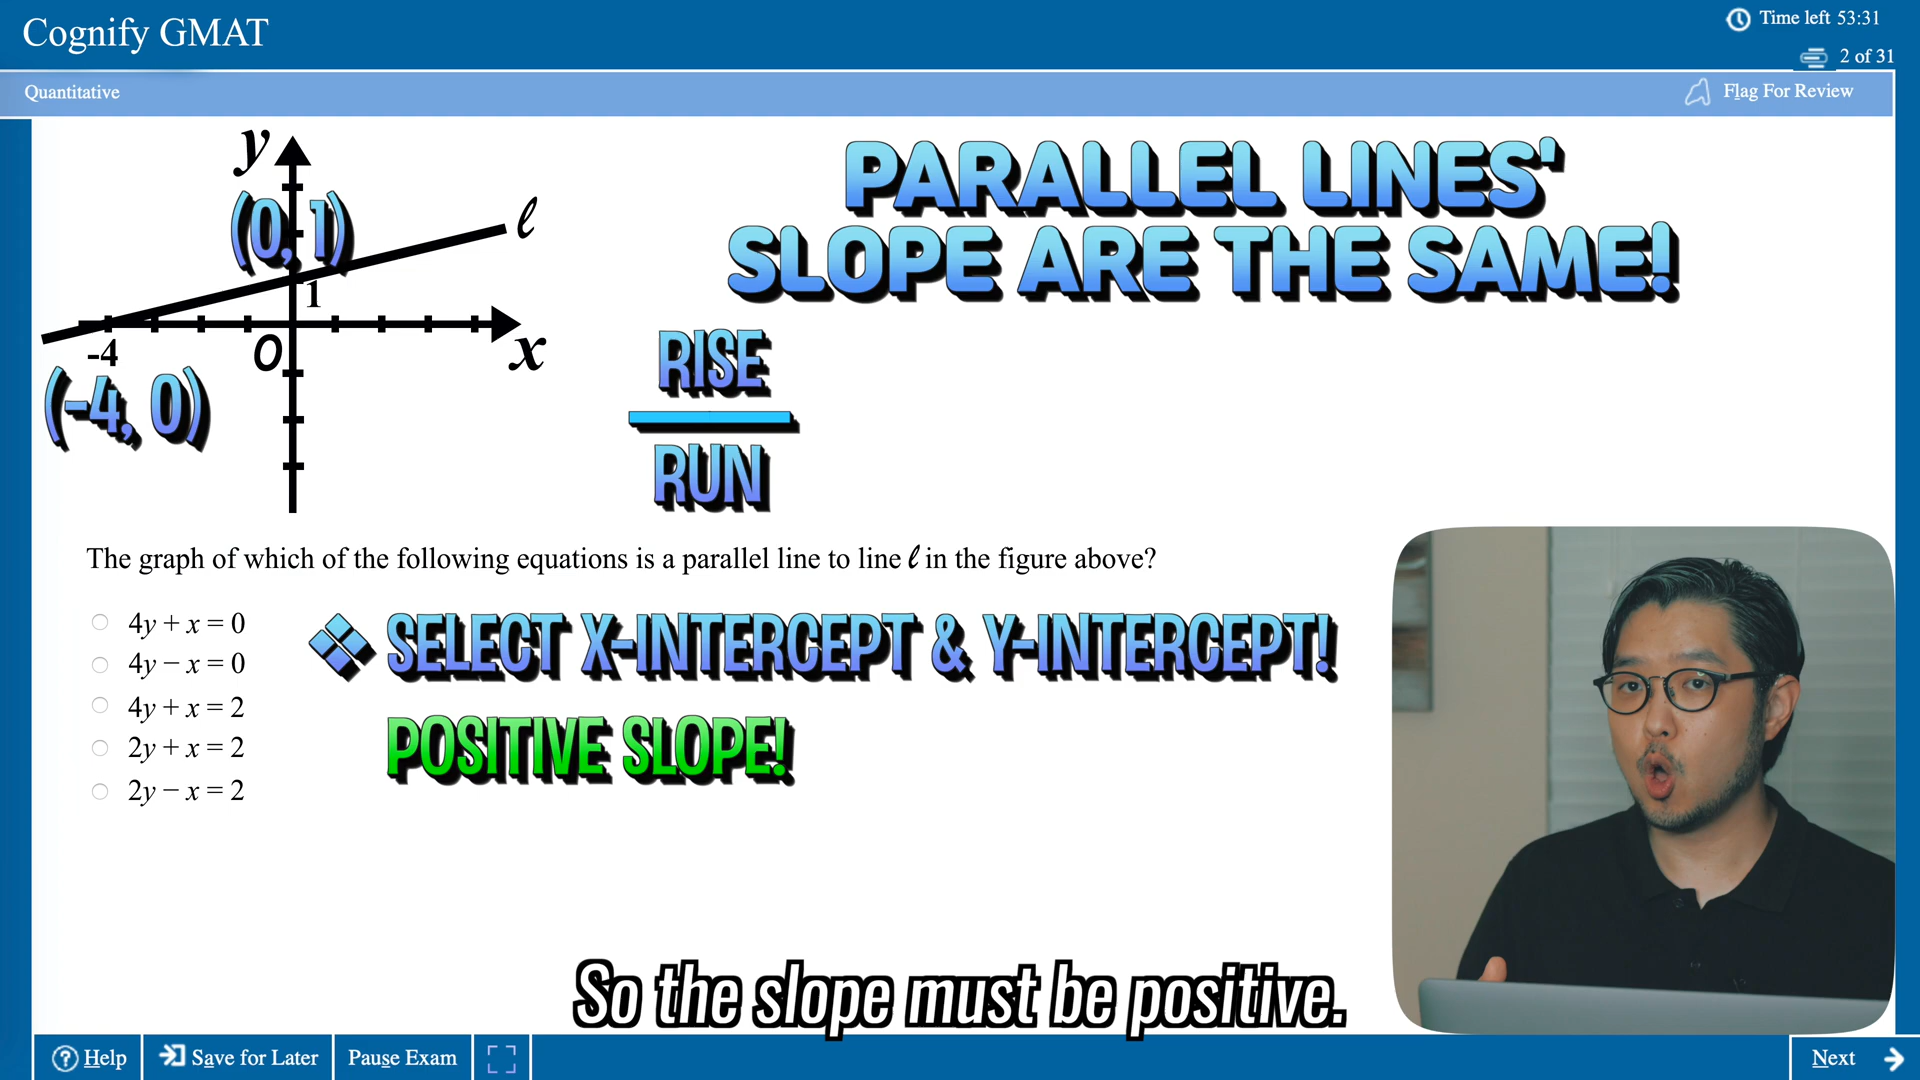 Cognify GMAT
Time left 53:31
2 of 31
Quantitative
Flag For Review
y
(0, 1)
ℓ
1
-4
O
x
(-4, 0)
PARALLEL LINES'
SLOPE ARE THE SAME!
RISE
RUN
The graph of which of the following equations is a parallel line to line ℓ in the figure above?
4y + x = 0
4y − x = 0
4y + x = 2
2y + x = 2
2y − x = 2
SELECT X-INTERCEPT & Y-INTERCEPT!
POSITIVE SLOPE!
So the slope must be positive.
Help
Save for Later
Pause Exam
Next